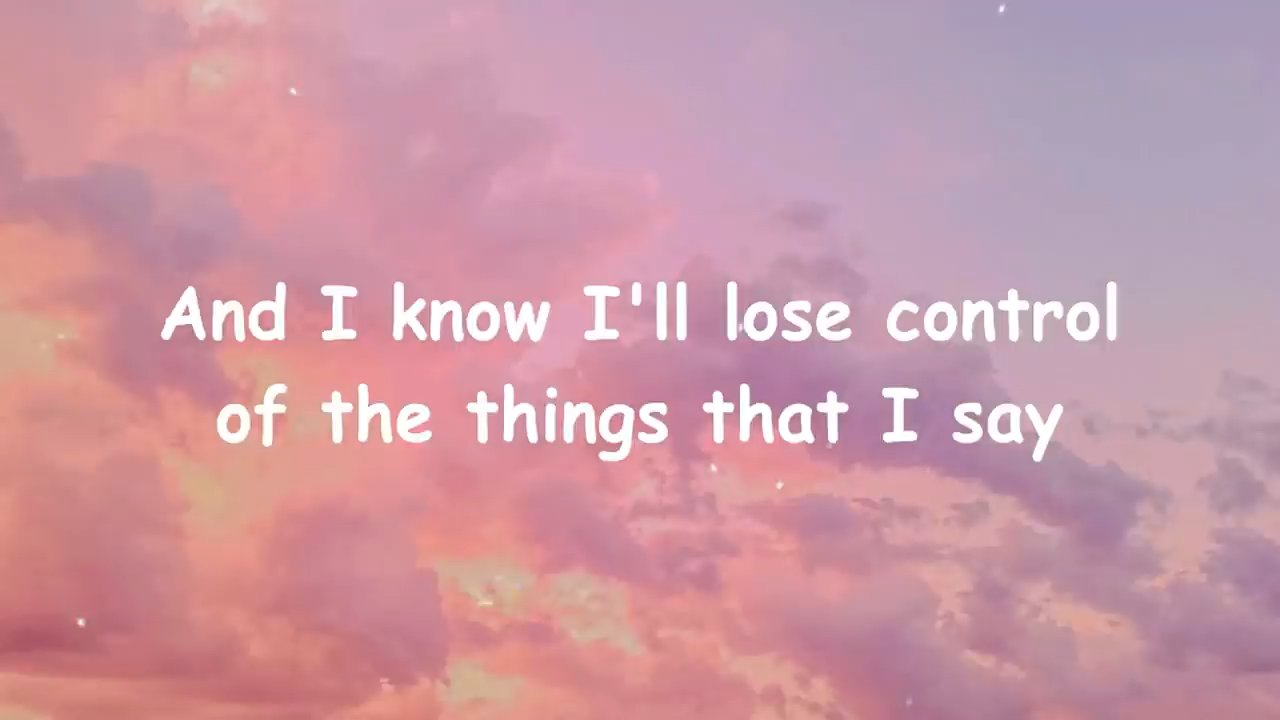 And I know I'll lose control
of the things that I say